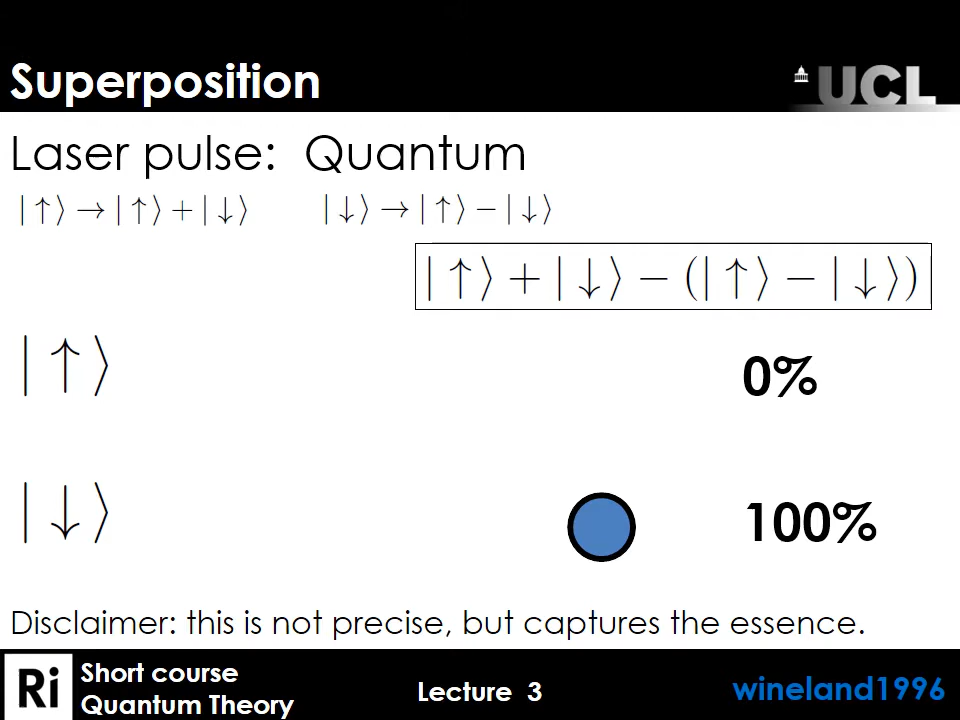 Superposition
UCL
Laser pulse: Quantum
|↑⟩→|↑⟩+|↓⟩ |↓⟩→|↑⟩−|↓⟩
|↑⟩+|↓⟩−(|↑⟩−|↓⟩)
|↑⟩
0%
|↓⟩
100%
Disclaimer: this is not precise, but captures the essence.
Ri
Short course
Quantum Theory
Lecture 3
wineland1996